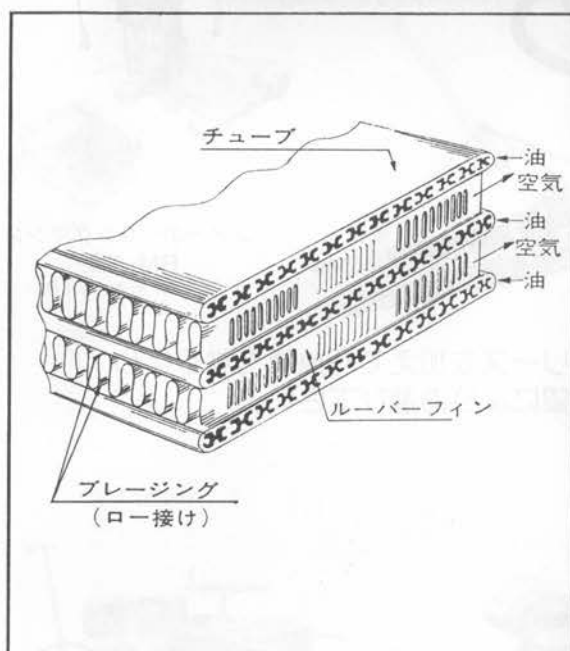 チューブ
油
空気
油
空気
油
ルーバーフィン
ブレージング
(ロー接け)